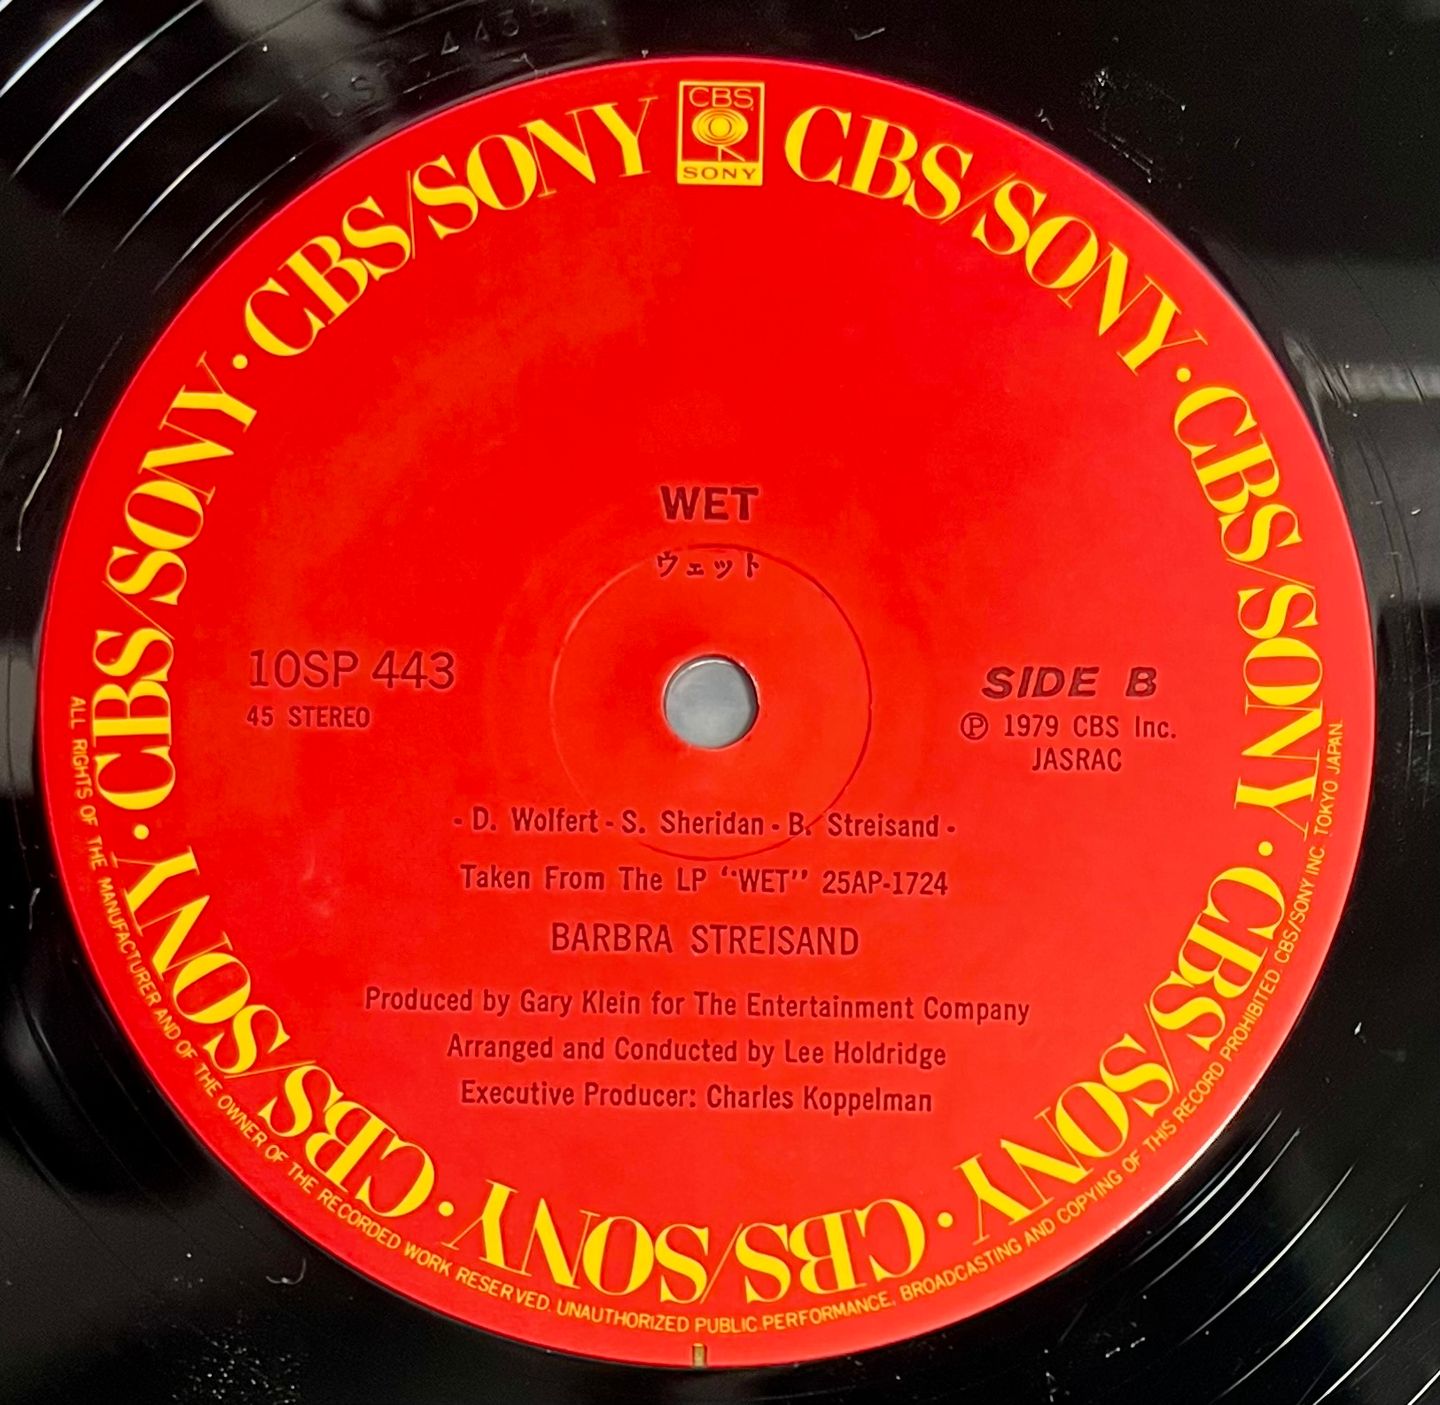 CBS
SONY
CBS/SONY · CBS/SONY · CBS/SONY · CBS/SONY · CBS/SONY · CBS/SONY · CBS/SONY · CBS/SONY
WET
ウェット
10SP 443
45 STEREO
SIDE B
Ⓟ 1979 CBS Inc.
JASRAC
- D. Wolfert - S. Sheridan - B. Streisand -
Taken From The LP "WET" 25AP-1724
BARBRA STREISAND
Produced by Gary Klein for The Entertainment Company
Arranged and Conducted by Lee Holdridge
Executive Producer: Charles Koppelman
ALL RIGHTS OF THE MANUFACTURER AND OF THE OWNER OF THE RECORDED WORK RESERVED. UNAUTHORIZED PUBLIC PERFORMANCE, BROADCASTING AND COPYING OF THIS RECORD PROHIBITED. CBS/SONY INC. TOKYO JAPAN.